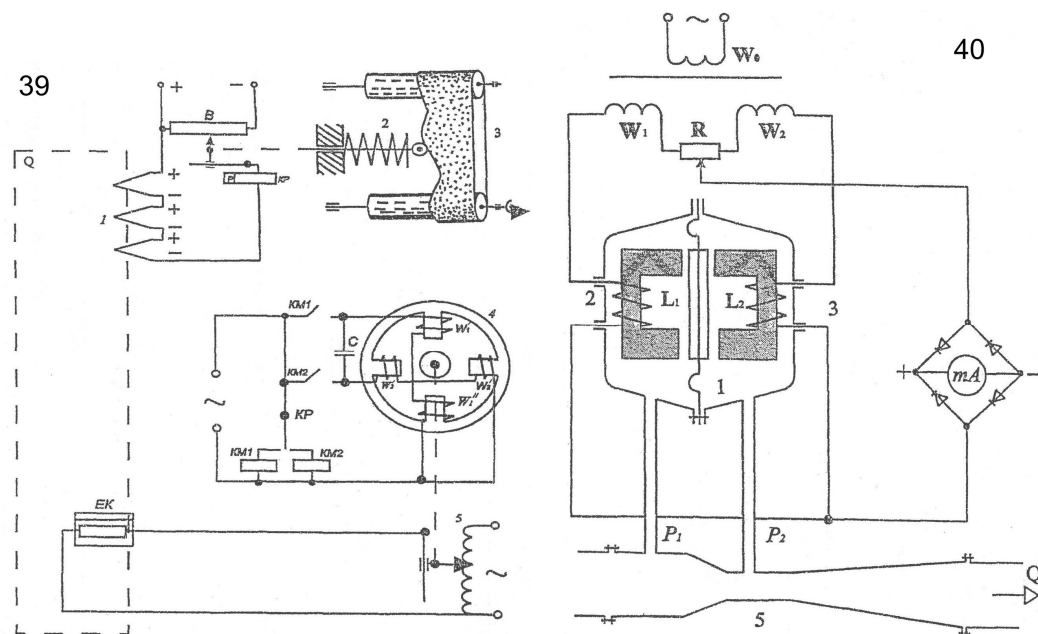 39
+ −
B
Q
P KP
1
+
−
+
−
+
−
2
3
KM1
C
W₁
4
KM2
W₂'
W₂'
W₁''
~
KP
KM1 KM2
EK
5
~
40
~
W₀
W₁ R W₂
2 L₁ L₂ 3
1
+ mA −
P₁ P₂
Q
5